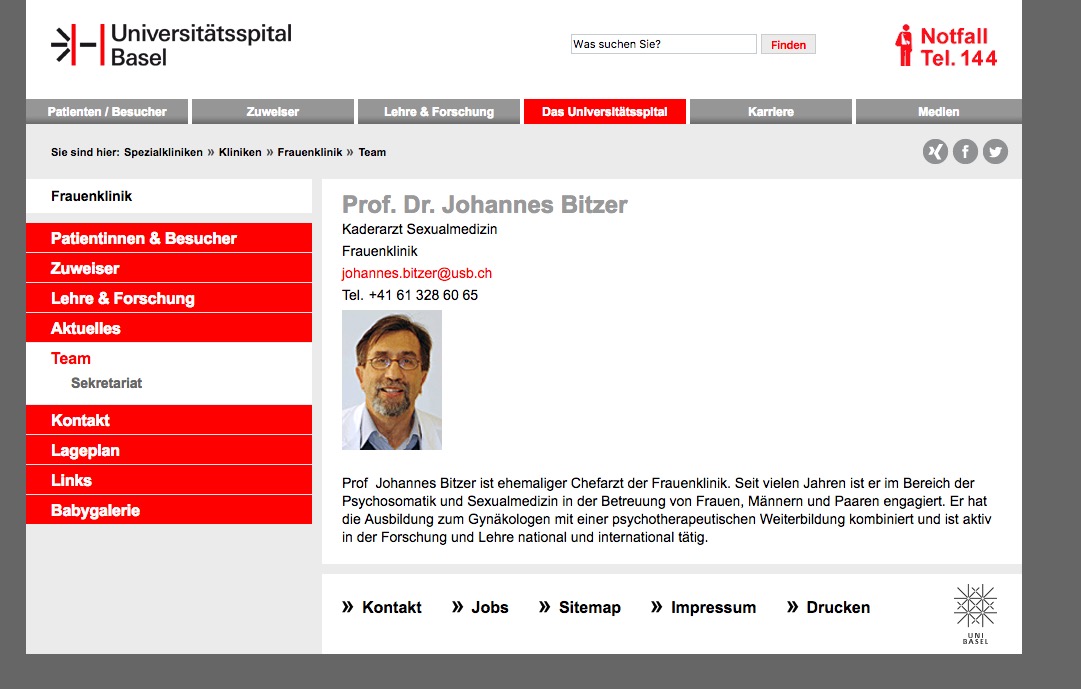 Universitätsspital
Basel
Was suchen Sie?
Finden
Notfall
Tel. 144
Patienten / Besucher
Zuweiser
Lehre & Forschung
Das Universitätsspital
Karriere
Medien
Sie sind hier: Spezialkliniken » Kliniken » Frauenklinik » Team
f
Frauenklinik
Patientinnen & Besucher
Zuweiser
Lehre & Forschung
Aktuelles
Team
Sekretariat
Kontakt
Lageplan
Links
Babygalerie
Prof. Dr. Johannes Bitzer
Kaderarzt Sexualmedizin
Frauenklinik
johannes.bitzer@usb.ch
Tel. +41 61 328 60 65
Prof  Johannes Bitzer ist ehemaliger Chefarzt der Frauenklinik. Seit vielen Jahren ist er im Bereich der
Psychosomatik und Sexualmedizin in der Betreuung von Frauen, Männern und Paaren engagiert. Er hat
die Ausbildung zum Gynäkologen mit einer psychotherapeutischen Weiterbildung kombiniert und ist aktiv
in der Forschung und Lehre national und international tätig.
» Kontakt » Jobs » Sitemap » Impressum » Drucken
UNI
BASEL